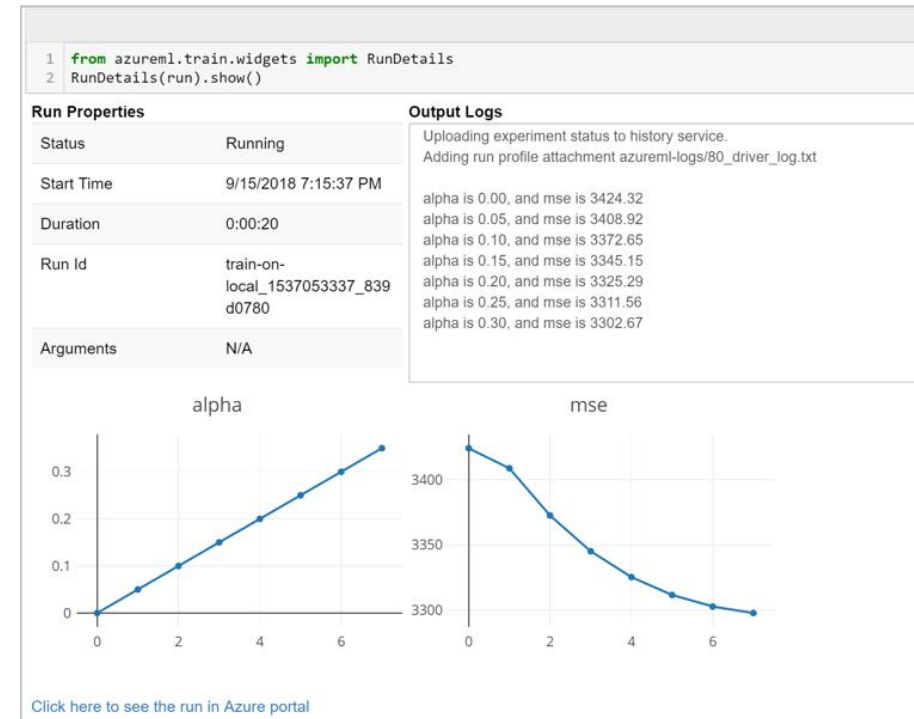 1 from azureml.train.widgets import RunDetails
2 RunDetails(run).show()
Run Properties
Status Running
Start Time 9/15/2018 7:15:37 PM
Duration 0:00:20
Run Id train-on-
local_1537053337_839
d0780
Arguments N/A
Output Logs
Uploading experiment status to history service.
Adding run profile attachment azureml-logs/80_driver_log.txt
alpha is 0.00, and mse is 3424.32
alpha is 0.05, and mse is 3408.92
alpha is 0.10, and mse is 3372.65
alpha is 0.15, and mse is 3345.15
alpha is 0.20, and mse is 3325.29
alpha is 0.25, and mse is 3311.56
alpha is 0.30, and mse is 3302.67
alpha
0.3
0.2
0.1
0
0 2 4 6
mse
3400
3350
3300
0 2 4 6
Click here to see the run in Azure portal